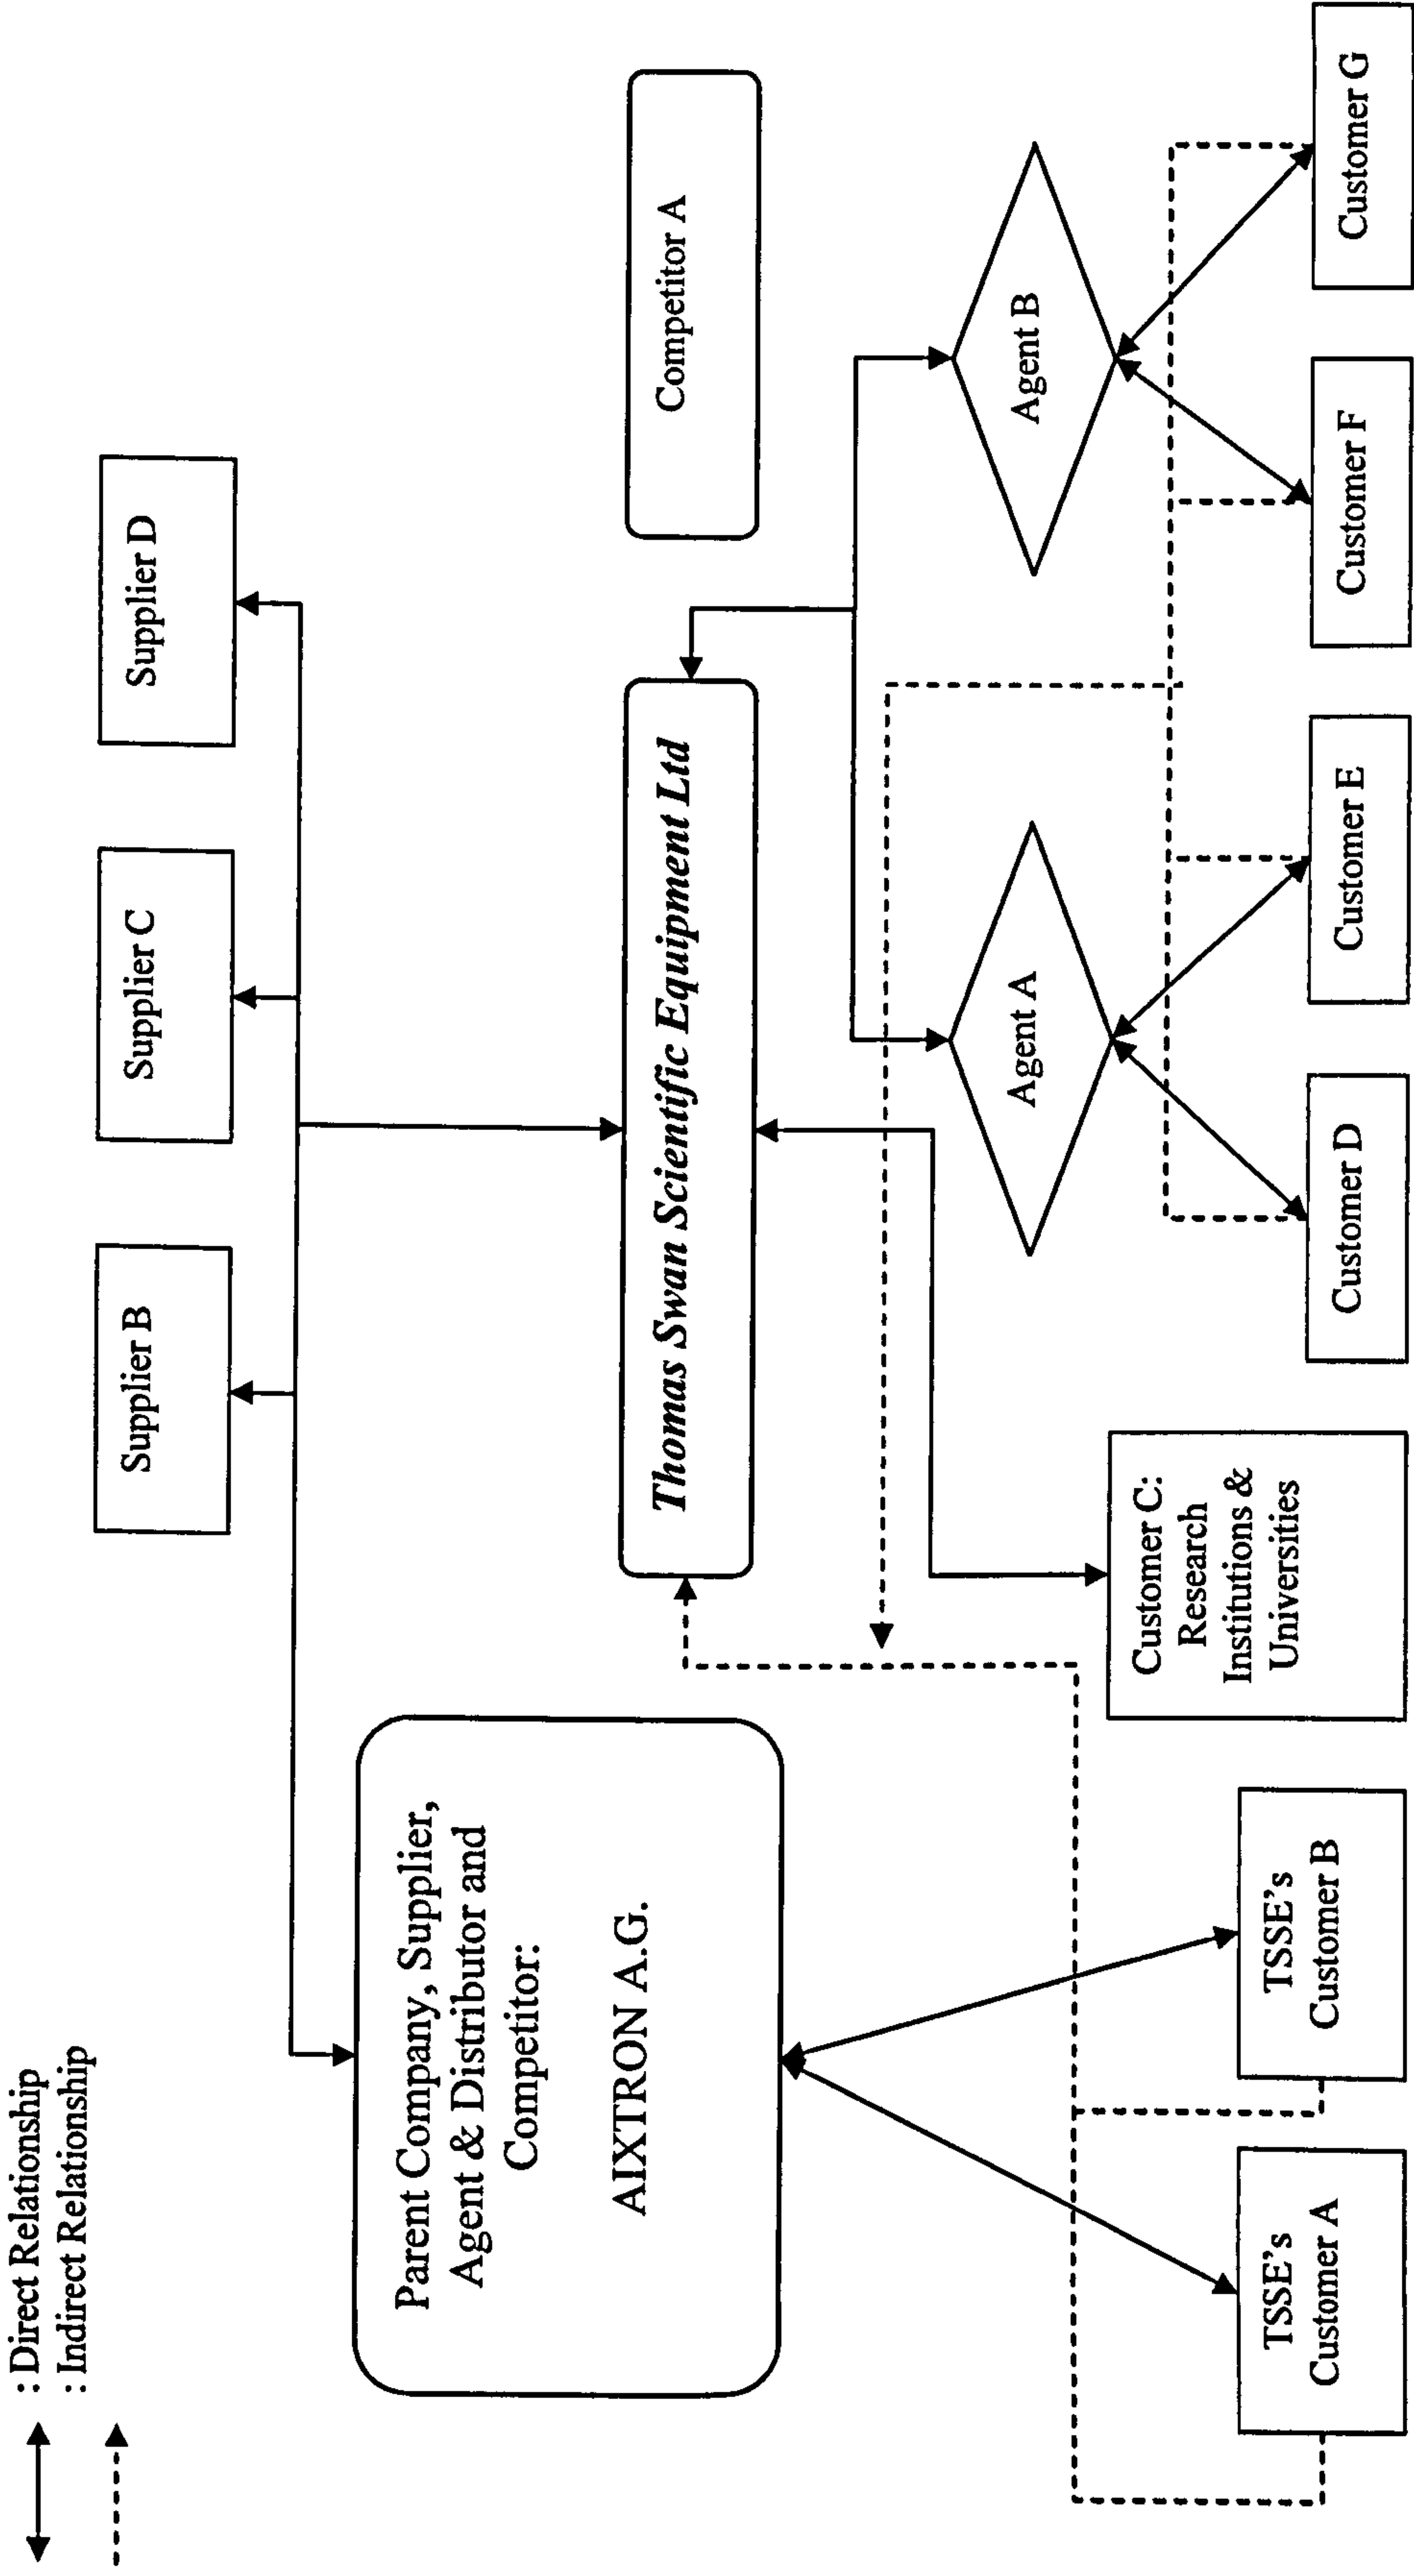 : Direct Relationship
: Indirect Relationship
Supplier B
Supplier C
Supplier D
Parent Company, Supplier,
Agent & Distributor and
Competitor:
AIXTRON A.G.
Thomas Swan Scientific Equipment Ltd
Competitor A
Agent A
Agent B
TSSE's
Customer A
TSSE's
Customer B
Customer C:
Research
Institutions &
Universities
Customer D
Customer E
Customer F
Customer G